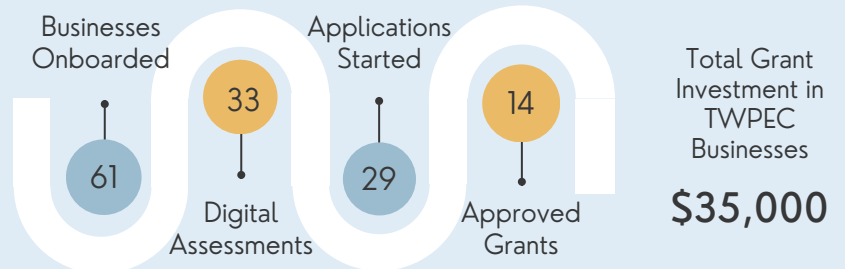 Businesses
Onboarded
61
33
Digital
Assessments
Applications
Started
29
14
Approved
Grants
Total Grant
Investment in
TWPEC
Businesses
$35,000